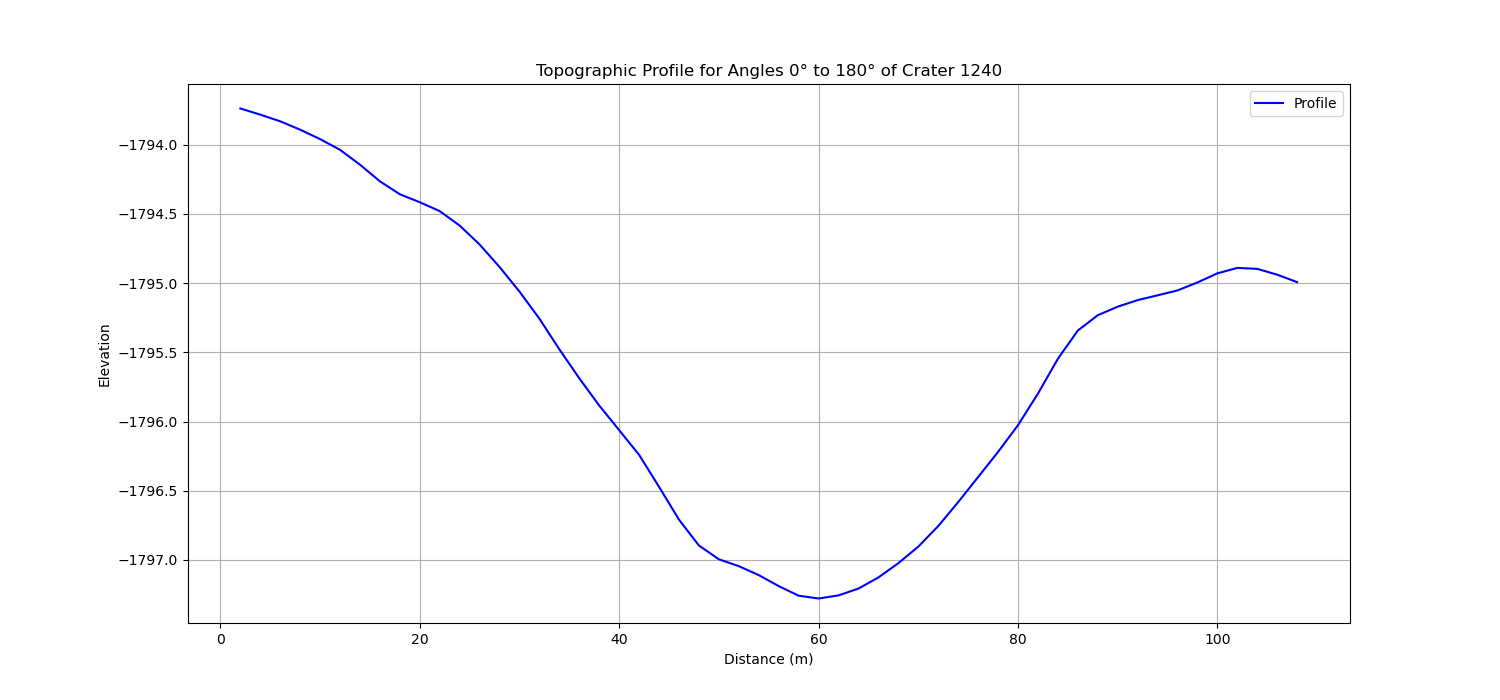 Topographic Profile for Angles 0° to 180° of Crater 1240
Profile
Elevation
−1794.0
−1794.5
−1795.0
−1795.5
−1796.0
−1796.5
−1797.0
0 20 40 60 80 100
Distance (m)